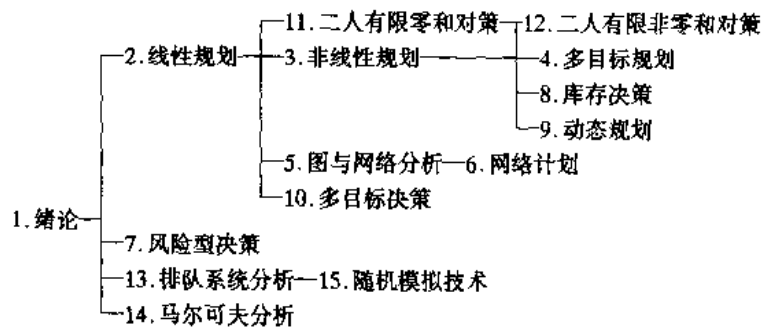 11.二人有限零和对策 12.二人有限非零和对策
2.线性规划 3.非线性规划 4.多目标规划
8.库存决策
9.动态规划
5.图与网络分析 6.网络计划
10.多目标决策
1.绪论
7.风险型决策
13.排队系统分析 15.随机模拟技术
14.马尔可夫分析